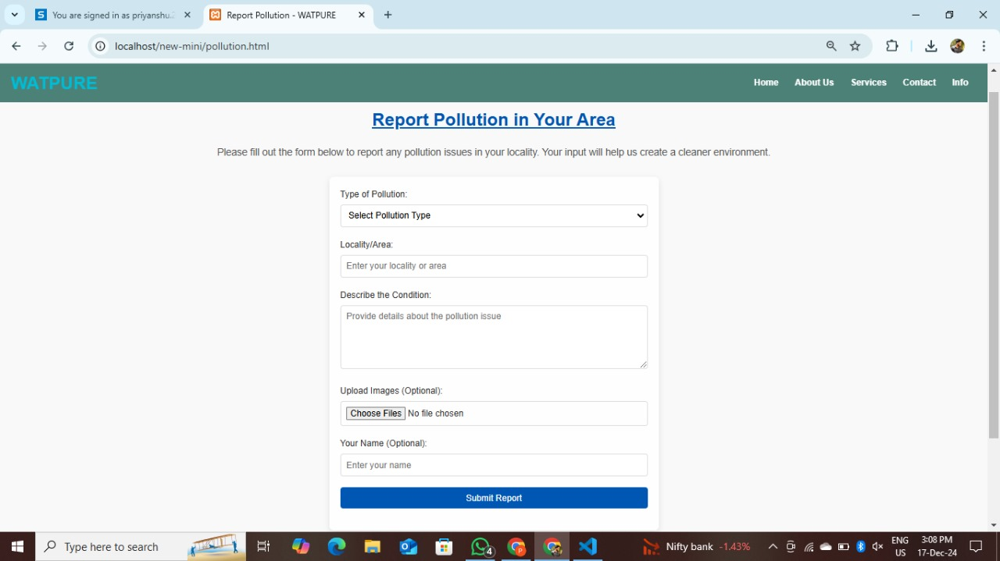 You are signed in as priyanshu.
Report Pollution - WATPURE
localhost/new-mini/pollution.html
WATPURE
Home About Us Services Contact Info
Report Pollution in Your Area
Please fill out the form below to report any pollution issues in your locality. Your input will help us create a cleaner environment.
Type of Pollution:
Select Pollution Type
Locality/Area:
Enter your locality or area
Describe the Condition:
Provide details about the pollution issue
Upload Images (Optional):
Choose Files No file chosen
Your Name (Optional):
Enter your name
Submit Report
Type here to search
4
P
Nifty bank -1.43%
ENG
US
3:08 PM
17-Dec-24